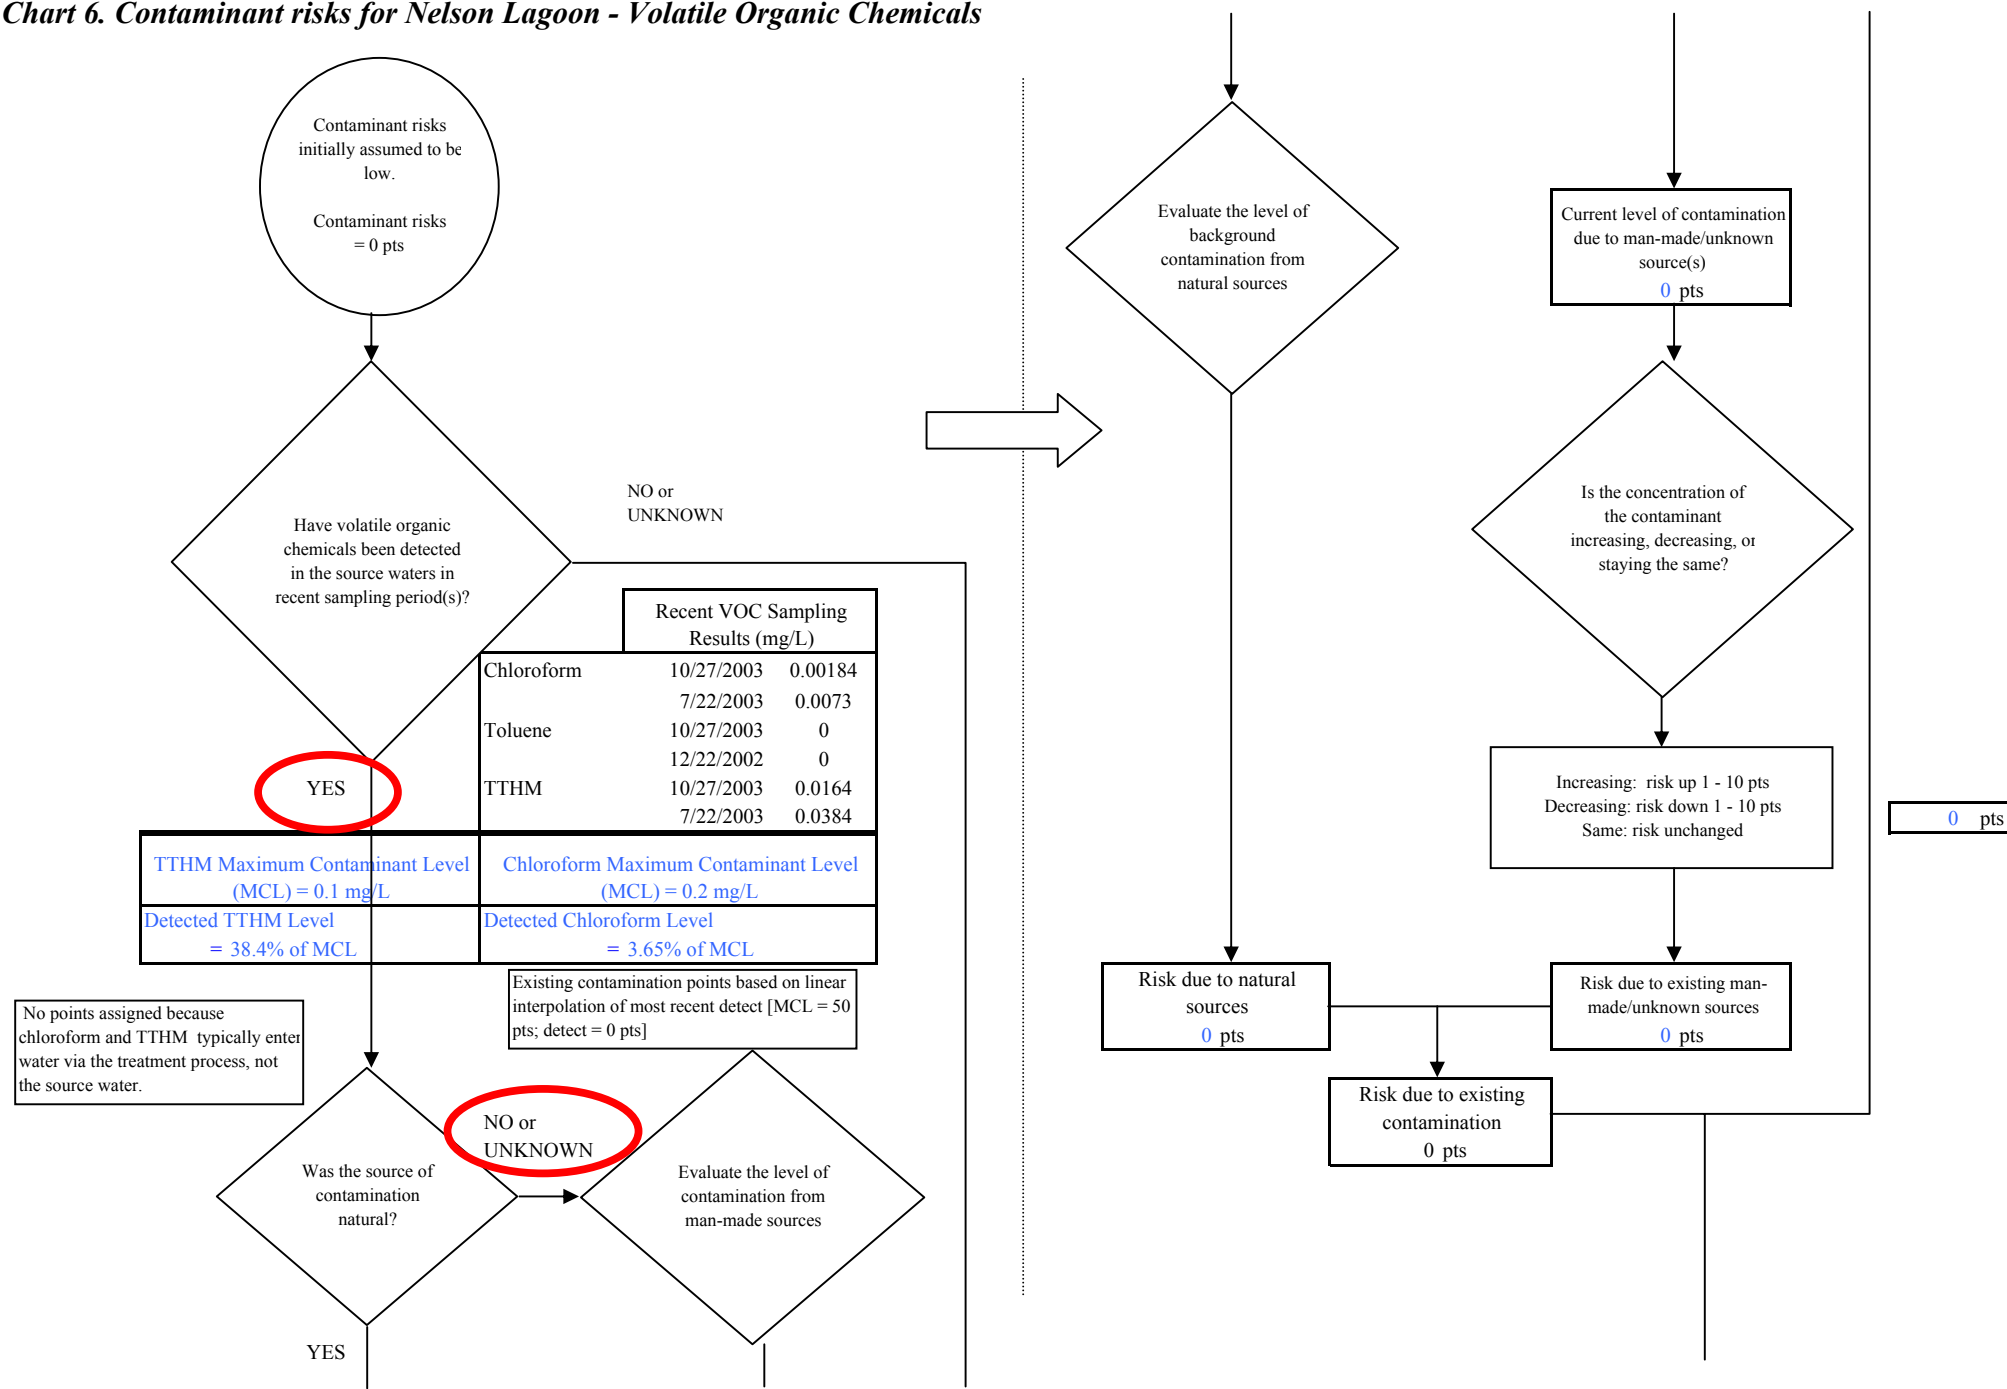 Chart 6. Contaminant risks for Nelson Lagoon - Volatile Organic Chemicals
Contaminant risks
initially assumed to be
low.
Contaminant risks
= 0 pts
Have volatile organic
chemicals been detected
in the source waters in
recent sampling period(s)?
NO or
UNKNOWN
Recent VOC Sampling
Results (mg/L)
Chloroform 10/27/2003 0.00184
7/22/2003 0.0073
Toluene 10/27/2003 0
12/22/2002 0
TTHM 10/27/2003 0.0164
7/22/2003 0.0384
YES
TTHM Maximum Contaminant Level
(MCL) = 0.1 mg/L
Chloroform Maximum Contaminant Level
(MCL) = 0.2 mg/L
Detected TTHM Level
= 38.4% of MCL
Detected Chloroform Level
= 3.65% of MCL
Existing contamination points based on linear
interpolation of most recent detect [MCL = 50
pts; detect = 0 pts]
No points assigned because
chloroform and TTHM typically enter
water via the treatment process, not
the source water.
Was the source of
contamination
natural?
NO or
UNKNOWN
Evaluate the level of
contamination from
man-made sources
YES
Evaluate the level of
background
contamination from
natural sources
Current level of contamination
due to man-made/unknown
source(s)
0 pts
Is the concentration of
the contaminant
increasing, decreasing, or
staying the same?
Increasing: risk up 1 - 10 pts
Decreasing: risk down 1 - 10 pts
Same: risk unchanged
0 pts
Risk due to natural
sources
0 pts
Risk due to existing man-
made/unknown sources
0 pts
Risk due to existing
contamination
0 pts